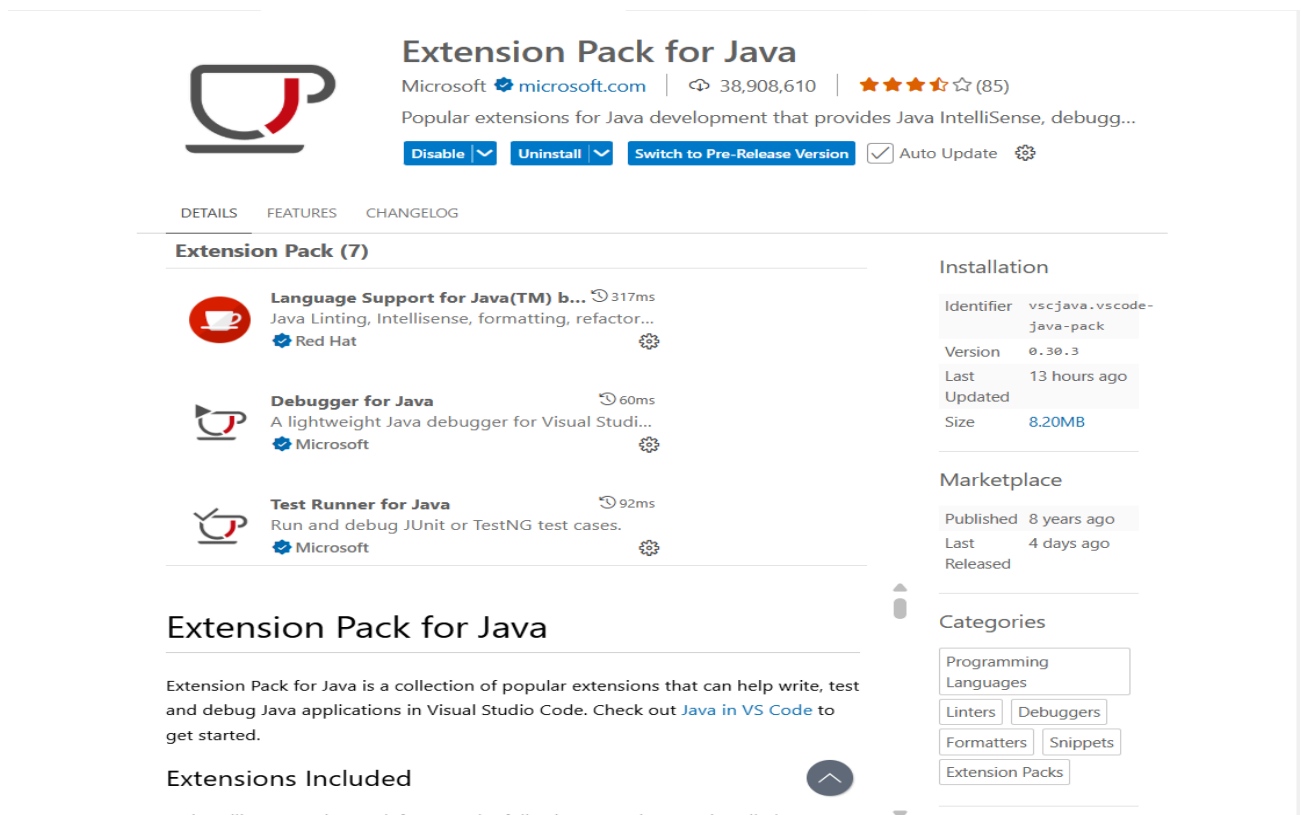 Extension Pack for Java
Microsoft microsoft.com 38,908,610 (85)
Popular extensions for Java development that provides Java IntelliSense, debugg...
Disable Uninstall Switch to Pre-Release Version Auto Update
DETAILS FEATURES CHANGELOG
Extension Pack (7)
Language Support for Java(TM) b... 317ms
Java Linting, Intellisense, formatting, refactor...
Red Hat
Debugger for Java 60ms
A lightweight Java debugger for Visual Studi...
Microsoft
Test Runner for Java 92ms
Run and debug JUnit or TestNG test cases.
Microsoft
Extension Pack for Java
Extension Pack for Java is a collection of popular extensions that can help write, test
and debug Java applications in Visual Studio Code. Check out Java in VS Code to
get started.
Extensions Included
Installation
Identifier vscjava.vscode-
java-pack
Version 0.30.3
Last 13 hours ago
Updated
Size 8.20MB
Marketplace
Published 8 years ago
Last 4 days ago
Released
Categories
Programming
Languages
Linters Debuggers
Formatters Snippets
Extension Packs